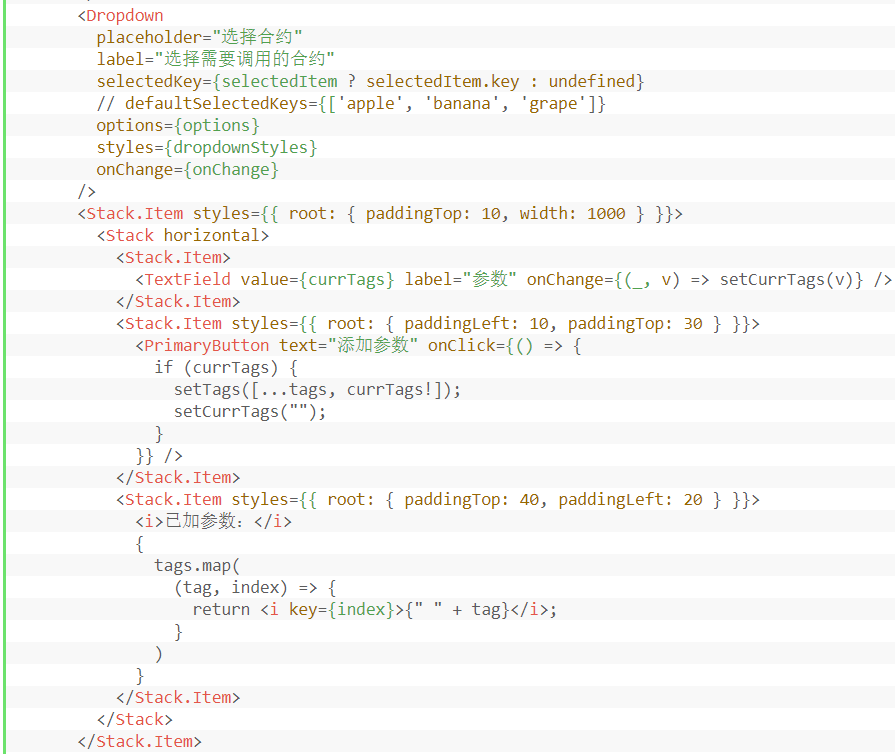 <Dropdown
placeholder="选择合约"
label="选择需要调用的合约"
selectedKey={selectedItem ? selectedItem.key : undefined}
// defaultSelectedKeys={['apple', 'banana', 'grape']}
options={options}
styles={dropdownStyles}
onChange={onChange}
/>
<Stack.Item styles={{ root: { paddingTop: 10, width: 1000 } }}>
<Stack horizontal>
<Stack.Item>
<TextField value={currTags} label="参数" onChange={(_, v) => setCurrTags(v)} />
</Stack.Item>
<Stack.Item styles={{ root: { paddingLeft: 10, paddingTop: 30 } }}>
<PrimaryButton text="添加参数" onClick={() => {
if (currTags) {
setTags([...tags, currTags!]);
setCurrTags("");
}
}} />
</Stack.Item>
<Stack.Item styles={{ root: { paddingTop: 40, paddingLeft: 20 } }}>
<i>已加参数: </i>
{
tags.map(
(tag, index) => {
return <i key={index}>{" " + tag}</i>;
}
)
}
</Stack.Item>
</Stack>
</Stack.Item>